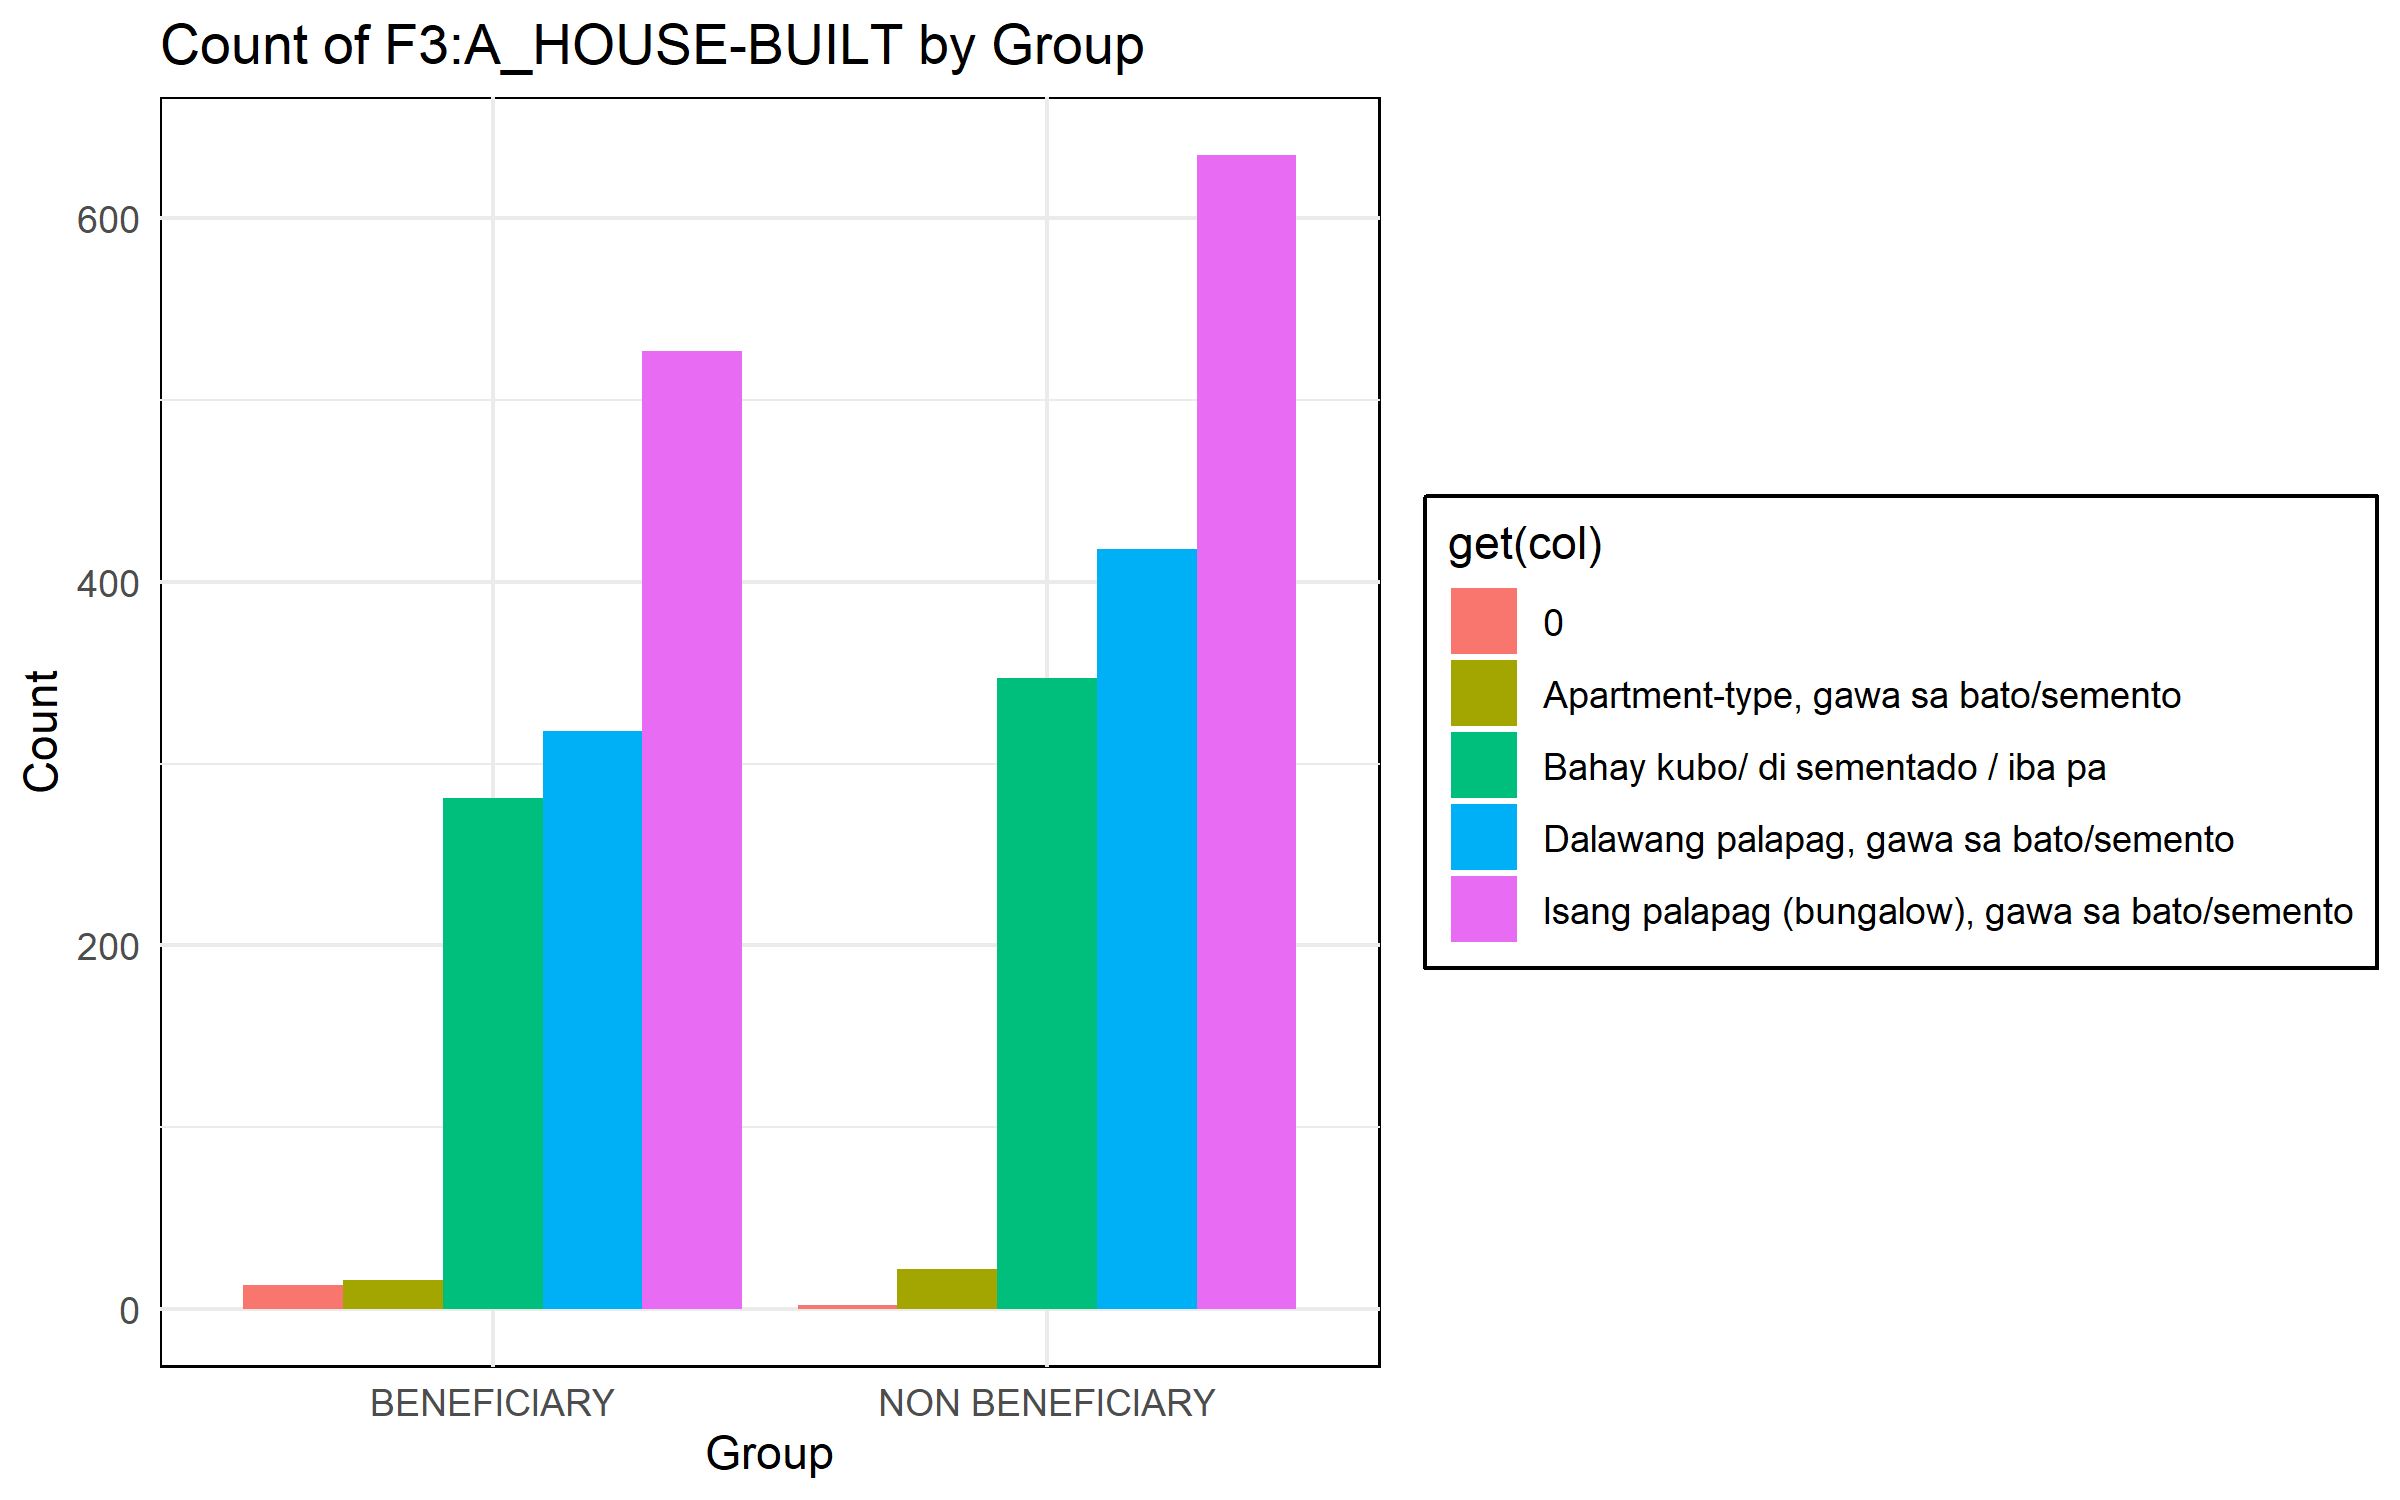 Count of F3:A_HOUSE-BUILT by Group
600
400
200
0
Count
BENEFICIARY
NON BENEFICIARY
Group
get(col)
0
Apartment-type, gawa sa bato/semento
Bahay kubo/ di sementado / iba pa
Dalawang palapag, gawa sa bato/semento
Isang palapag (bungalow), gawa sa bato/semento